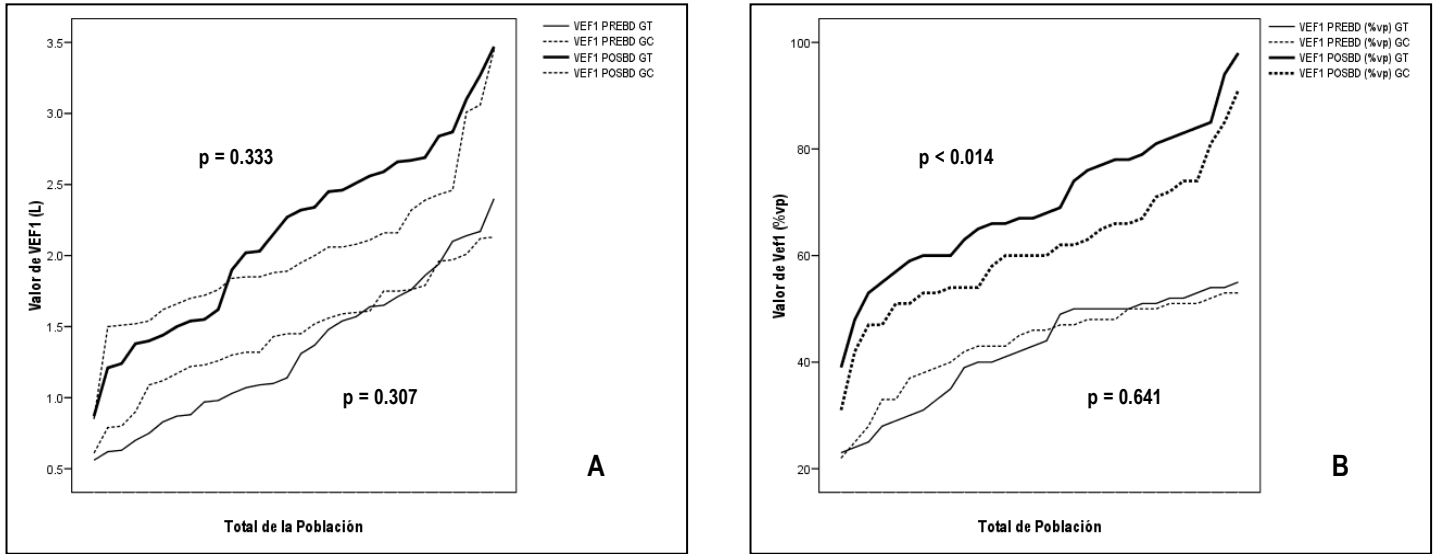 VEF1 PREBD GT
VEF1 PREBD GC
VEF1 POSBD GT
VEF1 POSBD GC
3.5
3.0
2.5
2.0
1.5
1.0
0.5
Valor de VEF1 (L)
p = 0.333
p = 0.307
A
Total de la Población
VEF1 PREBD (%vp) GT
VEF1 PREBD (%vp) GC
VEF1 POSBD (%vp) GT
VEF1 POSBD (%vp) GC
100
80
60
40
20
Valor de Vef1 (%vp)
p < 0.014
p = 0.641
B
Total de Población